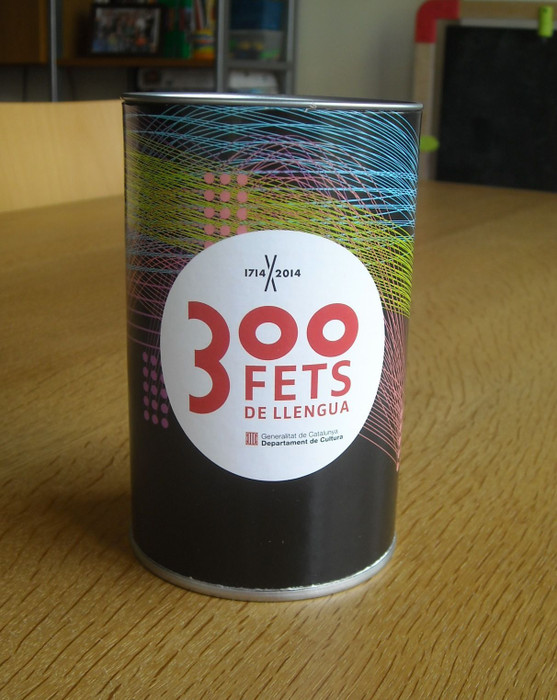 1714 2014
300
FETS
DE LLENGUA
Generalitat de Catalunya
Departament de Cultura